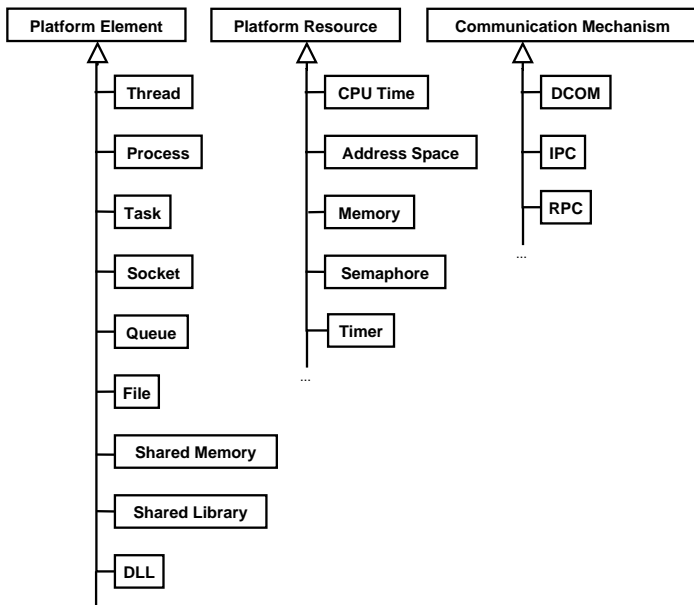 Platform Element
Thread
Process
Task
Socket
Queue
File
Shared Memory
Shared Library
DLL
Platform Resource
CPU Time
Address Space
Memory
Semaphore
Timer
...
Communication Mechanism
DCOM
IPC
RPC
...